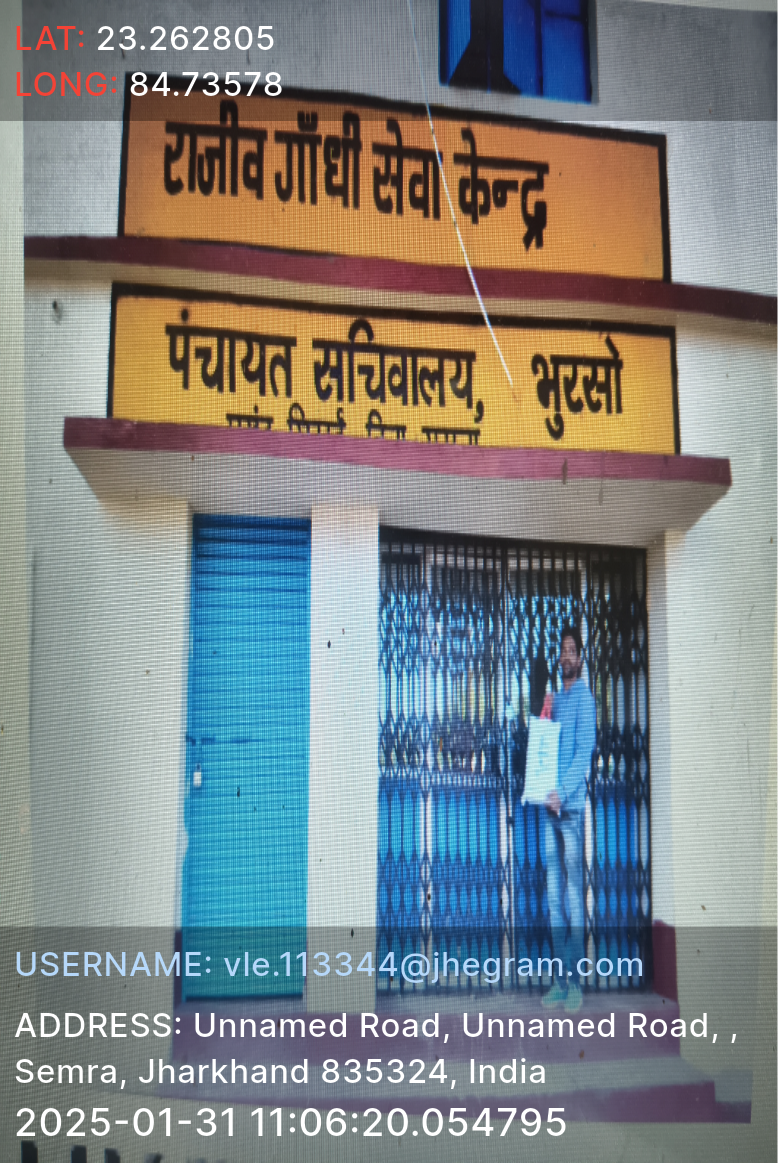 LAT: 23.262805
LONG: 84.73578
राजीव गाँधी सेवा केन्द्र
पंचायत सचिवालय, भुरसो
USERNAME: vle.113344@jhegram.com
ADDRESS: Unnamed Road, Unnamed Road, ,
Semra, Jharkhand 835324, India
2025-01-31 11:06:20.054795